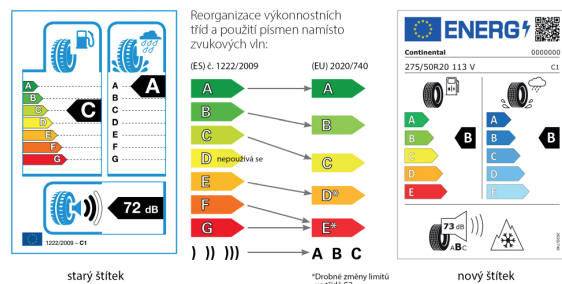 A
B
C
D
E
F
G
C
A
B
C
D
E
F
G
A
72 dB
1222/2009 – C1
starý štítek
Reorganizace výkonnostních
tříd a použití písmen namísto
zvukových vln:
(ES) č. 1222/2009 (EU) 2020/740
A A
B B
C C
D nepoužívá se
E D*
F
G E*
) )) ))) A B C
*Drobné změny limitů
ENERG
Continental 0000000
275/50R20 113 V C1
A
B
C
D
E
B
A
B
C
D
E
B
73 dB
ABC
2020/740
nový štítek